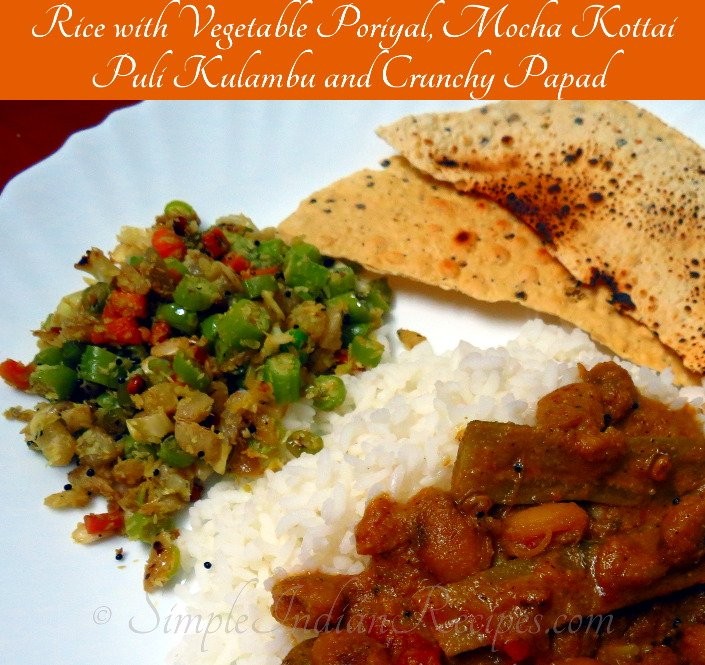 Rice with Vegetable Poriyal, Mocha Kottai
Puli Kulambu and Crunchy Papad
© SimpleIndianRecipes.com